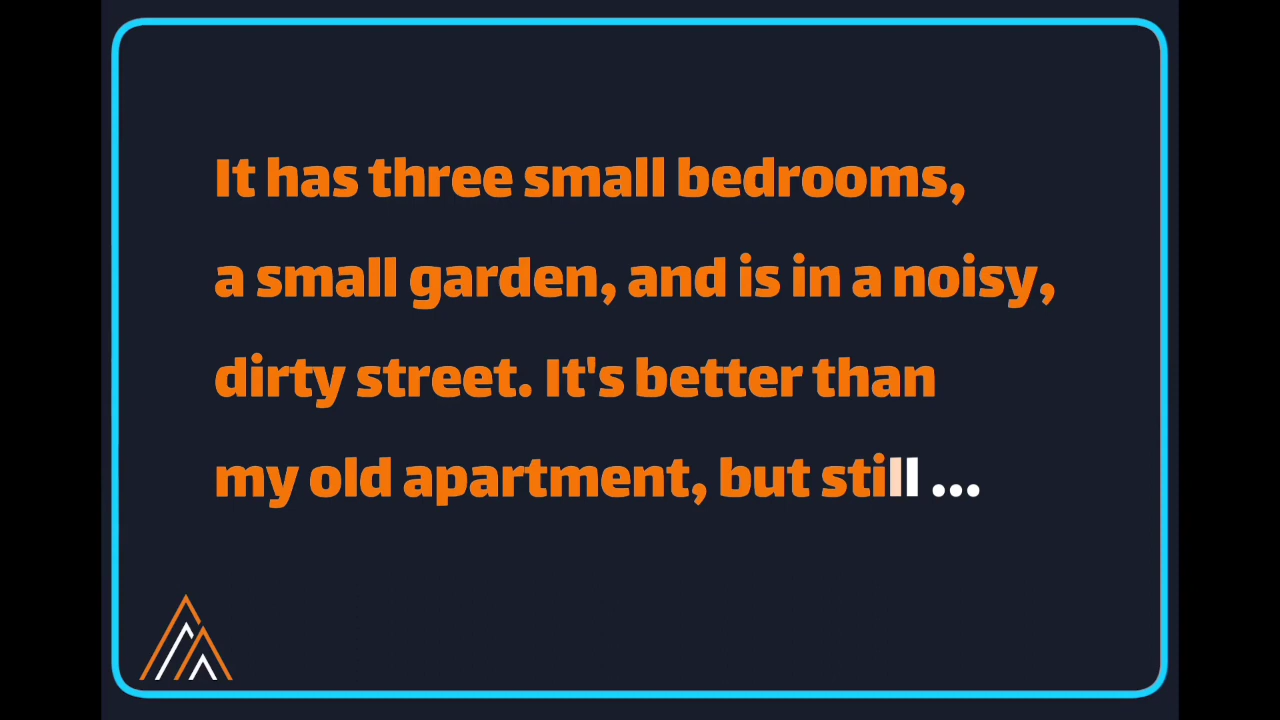 It has three small bedrooms,
a small garden, and is in a noisy,
dirty street. It's better than
my old apartment, but still ...